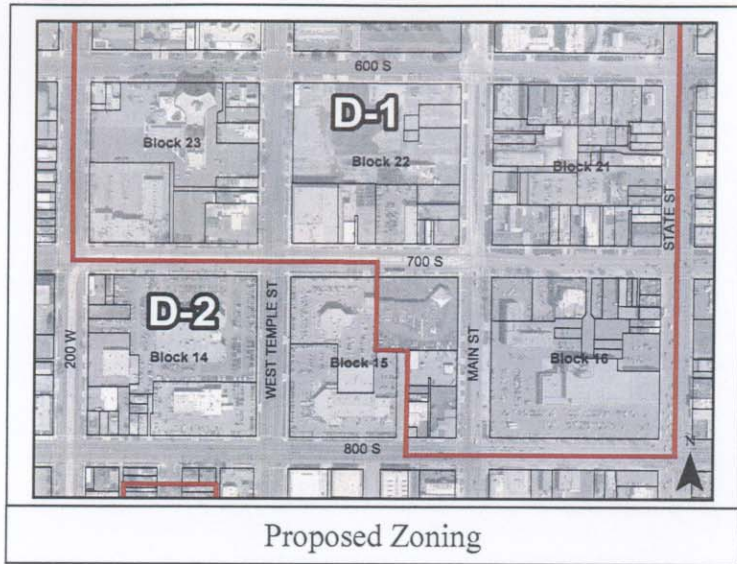 600 S
D-1
Block 23
Block 22
Block 21
STATE ST
700 S
D-2
200 W
WEST TEMPLE ST
MAIN ST
Block 14
Block 15
Block 16
800 S
N
Proposed Zoning